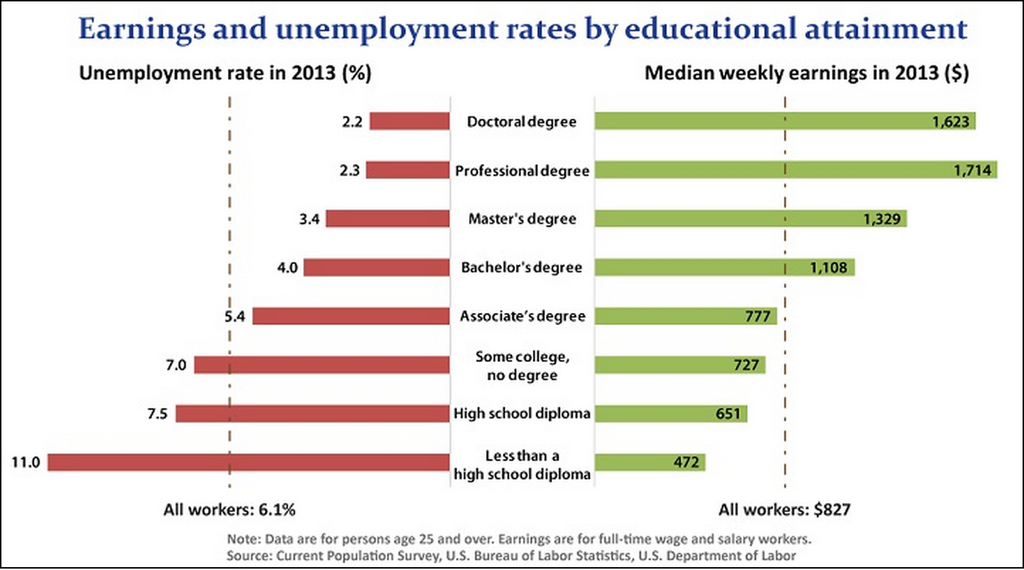 Earnings and unemployment rates by educational attainment
Unemployment rate in 2013 (%)
Median weekly earnings in 2013 ($)
2.2 Doctoral degree 1,623
2.3 Professional degree 1,714
3.4 Master's degree 1,329
4.0 Bachelor's degree 1,108
5.4 Associate's degree 777
7.0 Some college, 727
no degree
7.5 High school diploma 651
11.0 Less than a 472
high school diploma
All workers: 6.1%
All workers: $827
Note: Data are for persons age 25 and over. Earnings are for full-time wage and salary workers.
Source: Current Population Survey, U.S. Bureau of Labor Statistics, U.S. Department of Labor